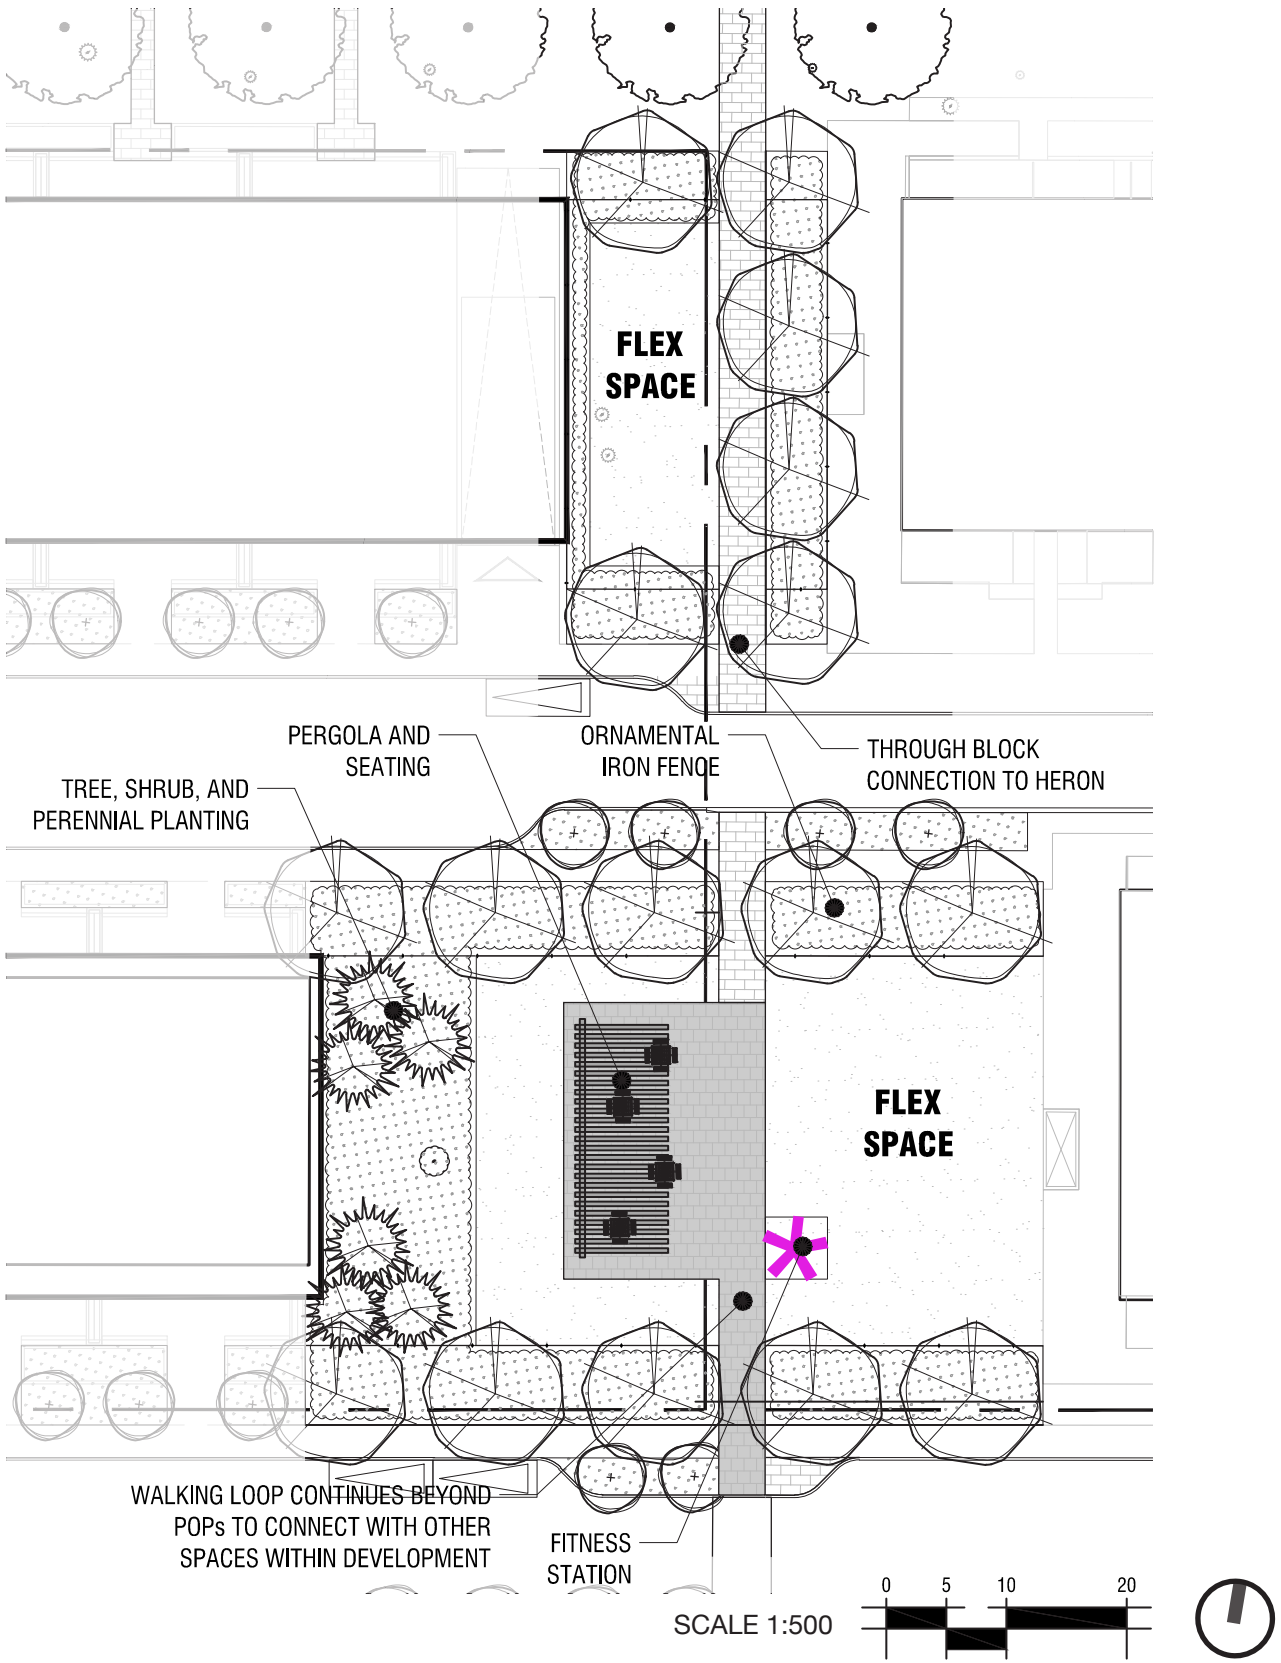 FLEX
SPACE
PERGOLA AND
SEATING
ORNAMENTAL
IRON FENCE
THROUGH BLOCK
CONNECTION TO HERON
TREE, SHRUB, AND
PERENNIAL PLANTING
FLEX
SPACE
WALKING LOOP CONTINUES BEYOND
POPs TO CONNECT WITH OTHER
SPACES WITHIN DEVELOPMENT
FITNESS
STATION
SCALE 1:500
0 5 10 20